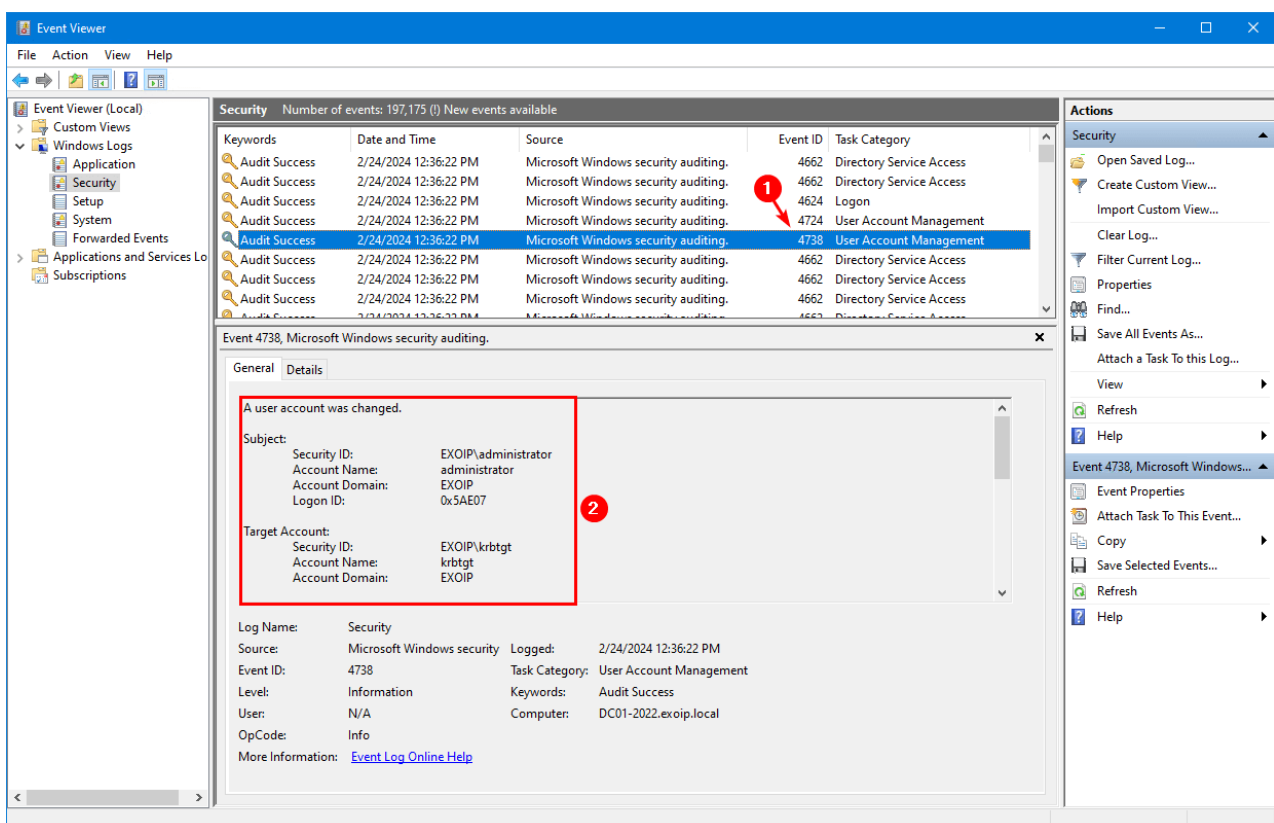 Event Viewer
File Action View Help
Event Viewer (Local)
Custom Views
Windows Logs
Application
Security
Setup
System
Forwarded Events
Applications and Services Lo
Subscriptions
Security Number of events: 197,175 (!) New events available
Keywords Date and Time Source Event ID Task Category
Audit Success 2/24/2024 12:36:22 PM Microsoft Windows security auditing. 4662 Directory Service Access
Audit Success 2/24/2024 12:36:22 PM Microsoft Windows security auditing. 4662 Directory Service Access
Audit Success 2/24/2024 12:36:22 PM Microsoft Windows security auditing. 4624 Logon
Audit Success 2/24/2024 12:36:22 PM Microsoft Windows security auditing. 4724 User Account Management
Audit Success 2/24/2024 12:36:22 PM Microsoft Windows security auditing. 4738 User Account Management
Audit Success 2/24/2024 12:36:22 PM Microsoft Windows security auditing. 4662 Directory Service Access
Audit Success 2/24/2024 12:36:22 PM Microsoft Windows security auditing. 4662 Directory Service Access
Audit Success 2/24/2024 12:36:22 PM Microsoft Windows security auditing. 4662 Directory Service Access
1
Event 4738, Microsoft Windows security auditing.
General Details
A user account was changed.
Subject:
Security ID: EXOIP\administrator
Account Name: administrator
Account Domain: EXOIP
Logon ID: 0x5AE07
2
Target Account:
Security ID: EXOIP\krbtgt
Account Name: krbtgt
Account Domain: EXOIP
Log Name: Security
Source: Microsoft Windows security Logged: 2/24/2024 12:36:22 PM
Event ID: 4738 Task Category: User Account Management
Level: Information Keywords: Audit Success
User: N/A Computer: DC01-2022.exoip.local
OpCode: Info
More Information: Event Log Online Help
Actions
Security
Open Saved Log...
Create Custom View...
Import Custom View...
Clear Log...
Filter Current Log...
Properties
Find...
Save All Events As...
Attach a Task To this Log...
View
Refresh
Help
Event 4738, Microsoft Windows...
Event Properties
Attach Task To This Event...
Copy
Save Selected Events...
Refresh
Help